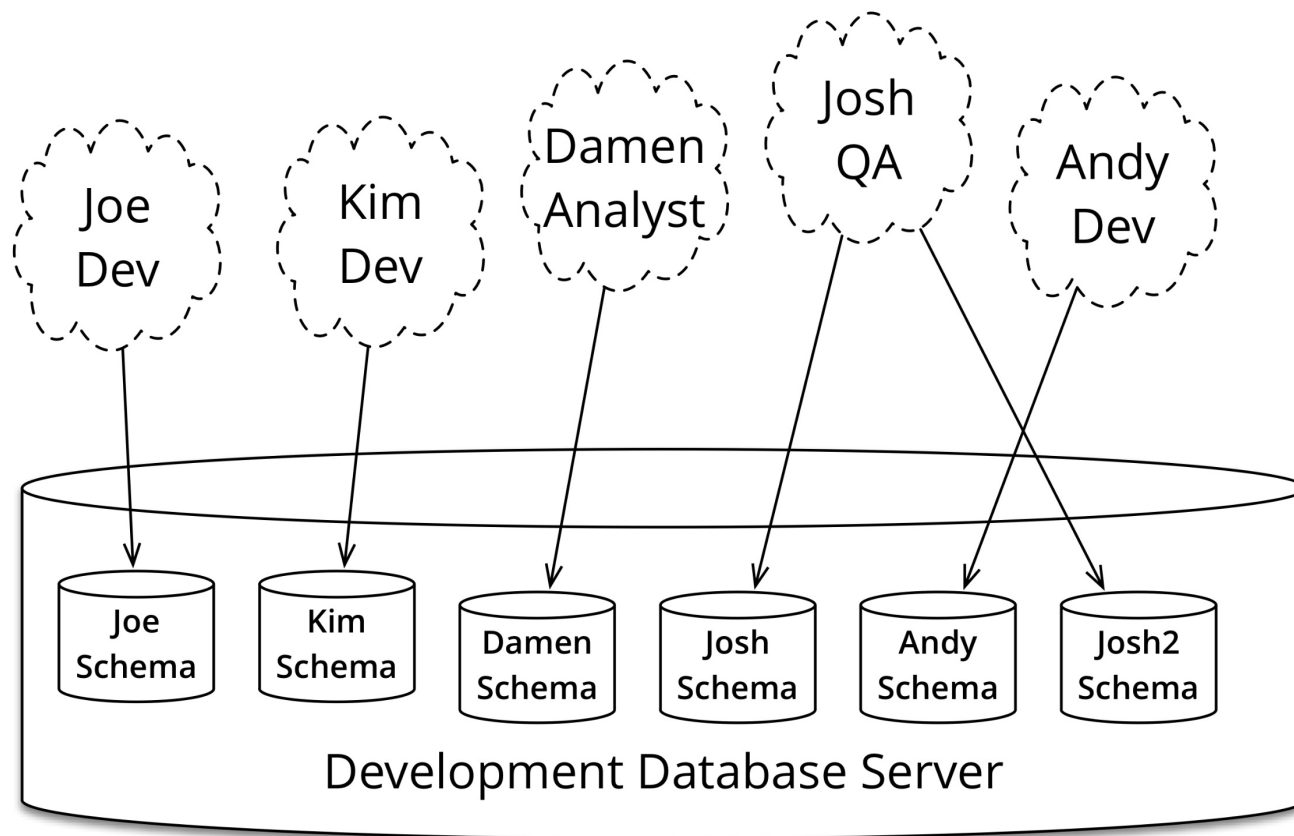 Joe
Dev
Kim
Dev
Damen
Analyst
Josh
QA
Andy
Dev
Joe
Schema
Kim
Schema
Damen
Schema
Josh
Schema
Andy
Schema
Josh2
Schema
Development Database Server